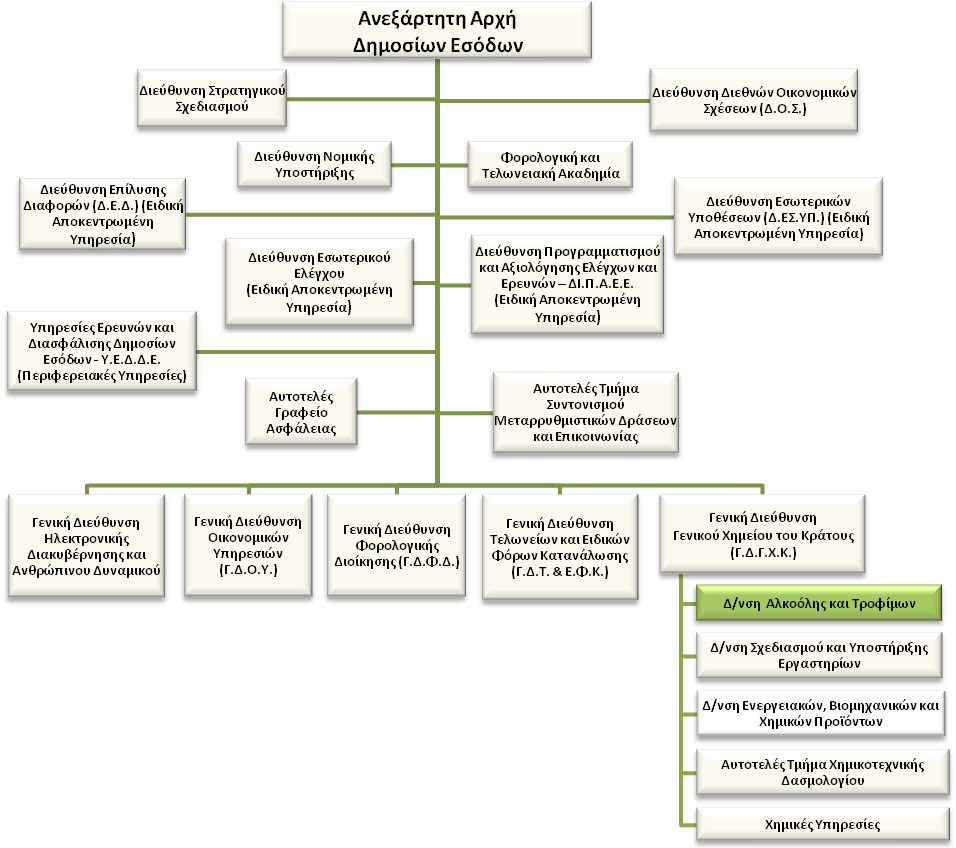 Ανεξάρτητη Αρχή
Δημοσίων Εσόδων
Διεύθυνση Στρατηγικού
Σχεδιασμού
Διεύθυνση Διεθνών Οικονομικών
Σχέσεων (Δ.Ο.Σ.)
Διεύθυνση Νομικής
Υποστήριξης
Φορολογική και
Τελωνειακή Ακαδημία
Διεύθυνση Επίλυσης
Διαφορών (Δ.Ε.Δ.) (Ειδική
Αποκεντρωμένη
Υπηρεσία)
Διεύθυνση Εσωτερικών
Υποθέσεων (Δ.ΕΣ.ΥΠ.) (Ειδική
Αποκεντρωμένη Υπηρεσία)
Διεύθυνση Εσωτερικού
Ελέγχου
(Ειδική Αποκεντρωμένη
Υπηρεσία)
Διεύθυνση Προγραμματισμού
και Αξιολόγησης Ελέγχων και
Ερευνών – ΔΙ.Π.Α.Ε.Ε.
(Ειδική Αποκεντρωμένη
Υπηρεσία)
Υπηρεσίες Ερευνών και
Διασφάλισης Δημοσίων
Εσόδων - Υ.Ε.Δ.Δ.Ε.
(Περιφερειακές Υπηρεσίες)
Αυτοτελές
Γραφείο
Ασφάλειας
Αυτοτελές Τμήμα
Συντονισμού
Μεταρρυθμιστικών Δράσεων
και Επικοινωνίας
Γενική Διεύθυνση
Ηλεκτρονικής
Διακυβέρνησης και
Ανθρώπινου Δυναμικού
Γενική Διεύθυνση
Οικονομικών
Υπηρεσιών
(Γ.Δ.Ο.Υ.)
Γενική Διεύθυνση
Φορολογικής
Διοίκησης (Γ.Δ.Φ.Δ.)
Γενική Διεύθυνση
Τελωνείων και Ειδικών
Φόρων Κατανάλωσης
(Γ.Δ.Τ. & Ε.Φ.Κ.)
Γενική Διεύθυνση
Γενικού Χημείου του Κράτους
(Γ.Δ.Γ.Χ.Κ.)
Δ/νση Αλκοόλης και Τροφίμων
Δ/νση Σχεδιασμού και Υποστήριξης
Εργαστηρίων
Δ/νση Ενεργειακών, Βιομηχανικών και
Χημικών Προϊόντων
Αυτοτελές Τμήμα Χημικοτεχνικής
Δασμολογίου
Χημικές Υπηρεσίες